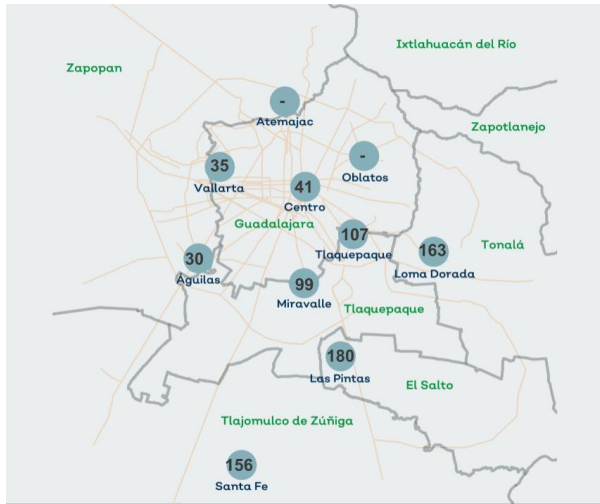 Ixtlahuacán del Río
Zapopan
-
Atemajac
Zapotlanejo
-
Oblatos
35
Vallarta
41
Centro
Guadalajara
107
Tlaquepaque
163
Loma Dorada
Tonalá
30
Águilas
99
Miravalle
Tlaquepaque
180
Las Pintas
El Salto
Tlajomulco de Zúñiga
156
Santa Fe